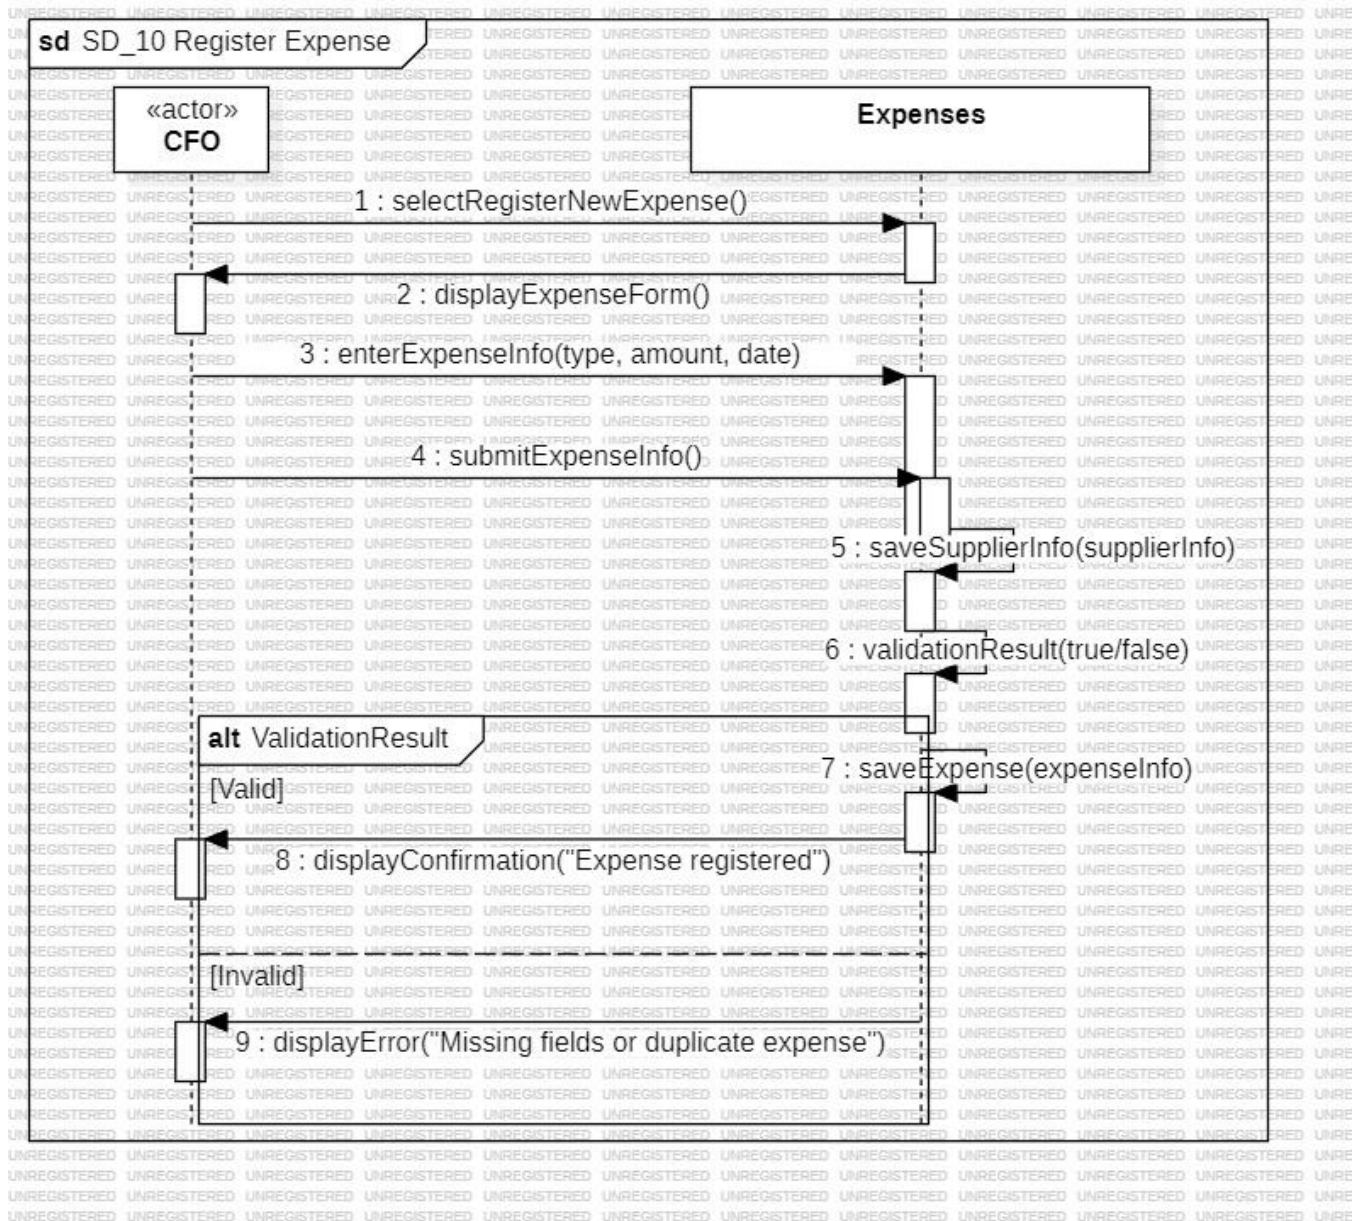 sd SD_10 Register Expense
«actor»
CFO
Expenses
1 : selectRegisterNewExpense()
2 : displayExpenseForm()
3 : enterExpenseInfo(type, amount, date)
4 : submitExpenseInfo()
5 : saveSupplierInfo(supplierInfo)
6 : validationResult(true/false)
alt ValidationResult
7 : saveExpense(expenseInfo)
[Valid]
8 : displayConfirmation("Expense registered")
[Invalid]
9 : displayError("Missing fields or duplicate expense")
UNREGISTERED